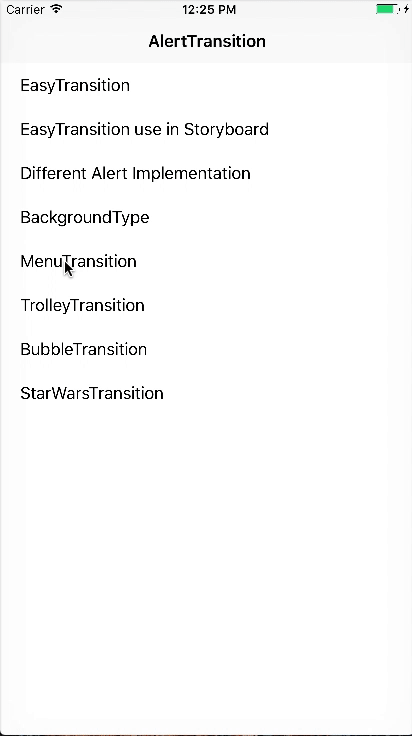 Carrier 12:25 PM
AlertTransition
EasyTransition
EasyTransition use in Storyboard
Different Alert Implementation
BackgroundType
MenuTransition
TrolleyTransition
BubbleTransition
StarWarsTransition